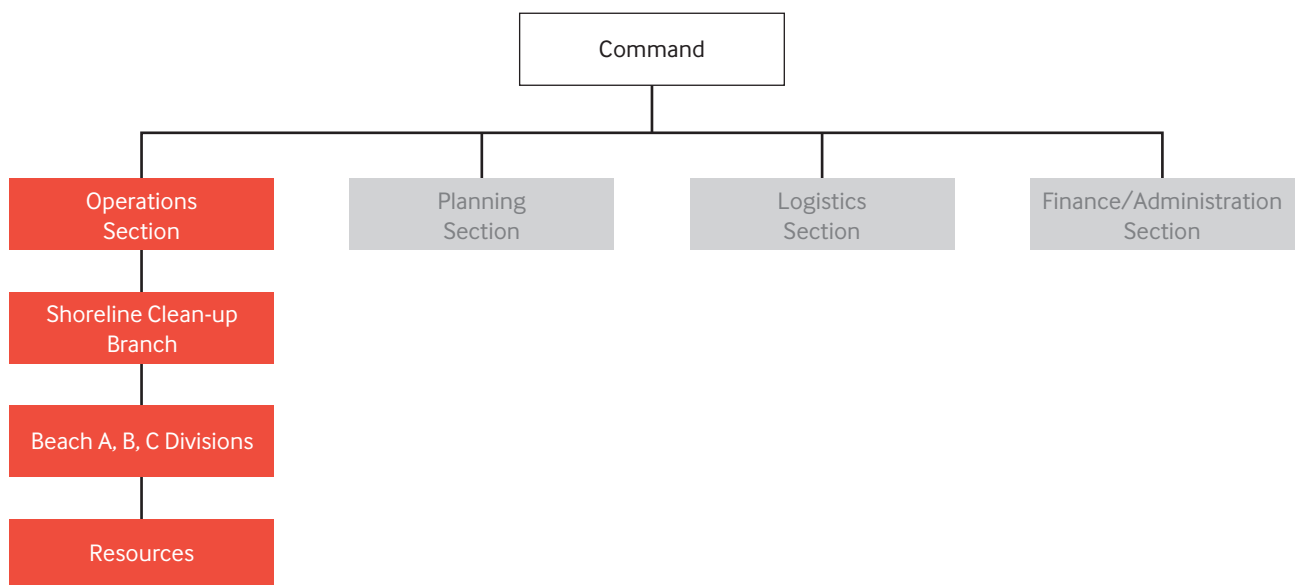 Command
Operations
Section
Planning
Section
Logistics
Section
Finance/Administration
Section
Shoreline Clean-up
Branch
Beach A, B, C Divisions
Resources